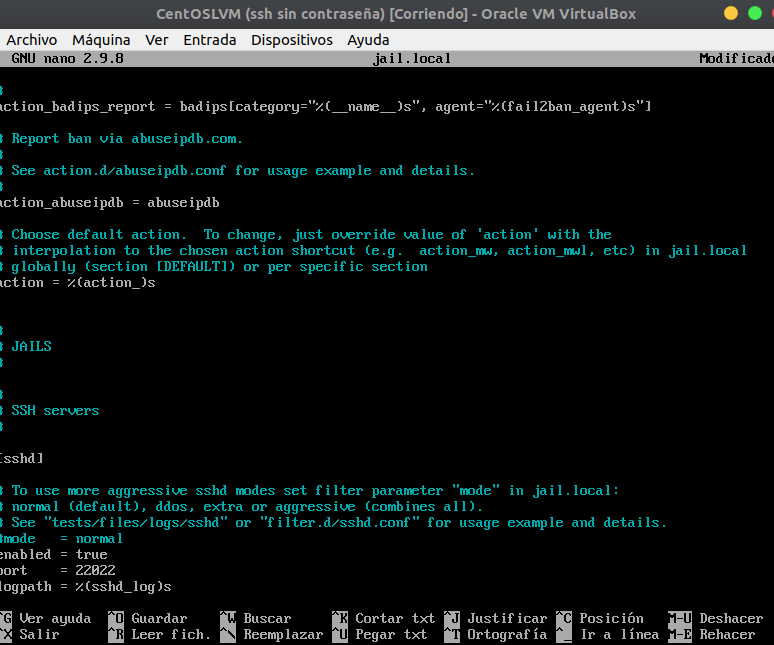 CentOSLVM (ssh sin contraseña) [Corriendo] - Oracle VM VirtualBox
Archivo Máquina Ver Entrada Dispositivos Ayuda
GNU nano 2.9.8 jail.local Modificado
#
action_badips_report = badips[category="%(__name__)s", agent="%(fail2ban_agent)s"]
# Report ban via abuseipdb.com.
#
# See action.d/abuseipdb.conf for usage example and details.
#
action_abuseipdb = abuseipdb
# Choose default action.  To change, just override value of 'action' with the
# interpolation to the chosen action shortcut (e.g.  action_mw, action_mwl, etc) in jail.local
# globally (section [DEFAULT]) or per specific section
action = %(action_)s
#
# JAILS
#
#
# SSH servers
#
[sshd]
# To use more aggressive sshd modes set filter parameter "mode" in jail.local:
# normal (default), ddos, extra or aggressive (combines all).
# See "tests/files/logs/sshd" or "filter.d/sshd.conf" for usage example and details.
#mode   = normal
enabled = true
port    = 22022
logpath = %(sshd_log)s
^G Ver ayuda ^O Guardar ^W Buscar ^K Cortar txt ^J Justificar ^C Posición M-U Deshacer
^X Salir ^R Leer fich. ^\ Reemplazar ^U Pegar txt ^T Ortografía ^_ Ir a línea M-E Rehacer